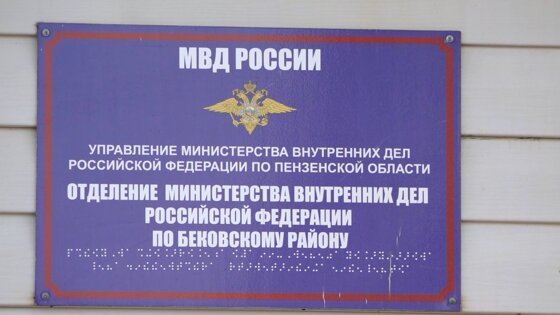 МВД РОССИИ
УПРАВЛЕНИЕ МИНИСТЕРСТВА ВНУТРЕННИХ ДЕЛ
РОССИЙСКОЙ ФЕДЕРАЦИИ ПО ПЕНЗЕНСКОЙ ОБЛАСТИ
ОТДЕЛЕНИЕ МИНИСТЕРСТВА ВНУТРЕННИХ ДЕЛ
РОССИЙСКОЙ ФЕДЕРАЦИИ
ПО БЕКОВСКОМУ РАЙОНУ